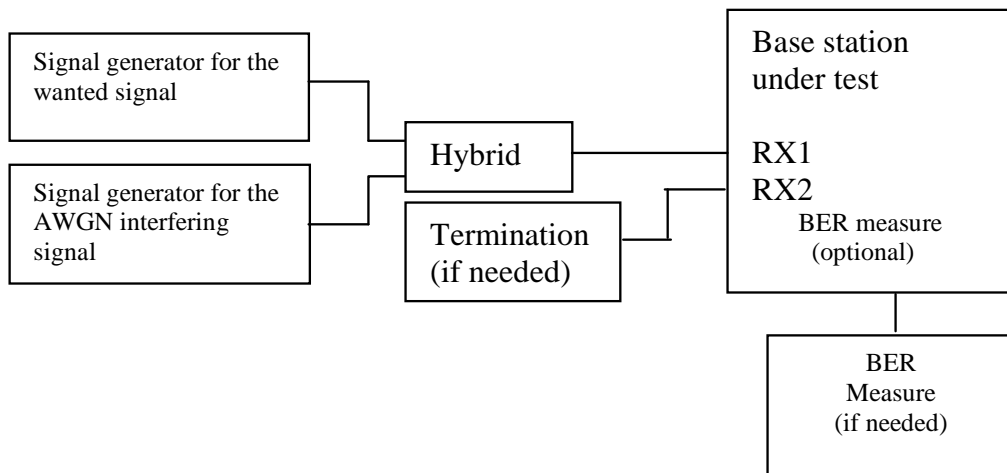 Signal generator for the
wanted signal
Signal generator for the
AWGN interfering
signal
Hybrid
Termination
(if needed)
Base station
under test
RX1
RX2
BER measure
(optional)
BER
Measure
(if needed)